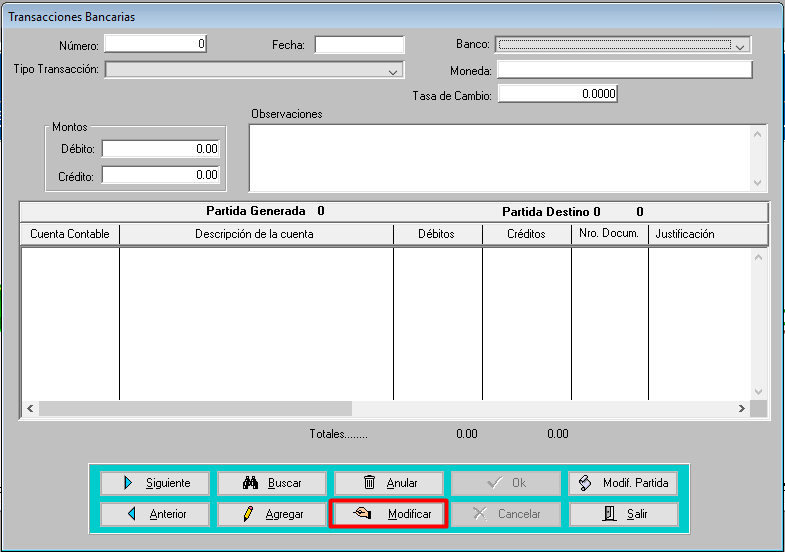 Transacciones Bancarias
Número: 0 Fecha: Banco:
Tipo Transacción: Moneda:
Tasa de Cambio: 0.0000
Observaciones
Montos
Débito: 0.00
Crédito: 0.00
Partida Generada 0 Partida Destino 0 0
Cuenta Contable Descripción de la cuenta Débitos Créditos Nro. Docum. Justificación
Totales........ 0.00 0.00
Siguiente Buscar Anular Ok Modif. Partida
Anterior Agregar Modificar Cancelar Salir